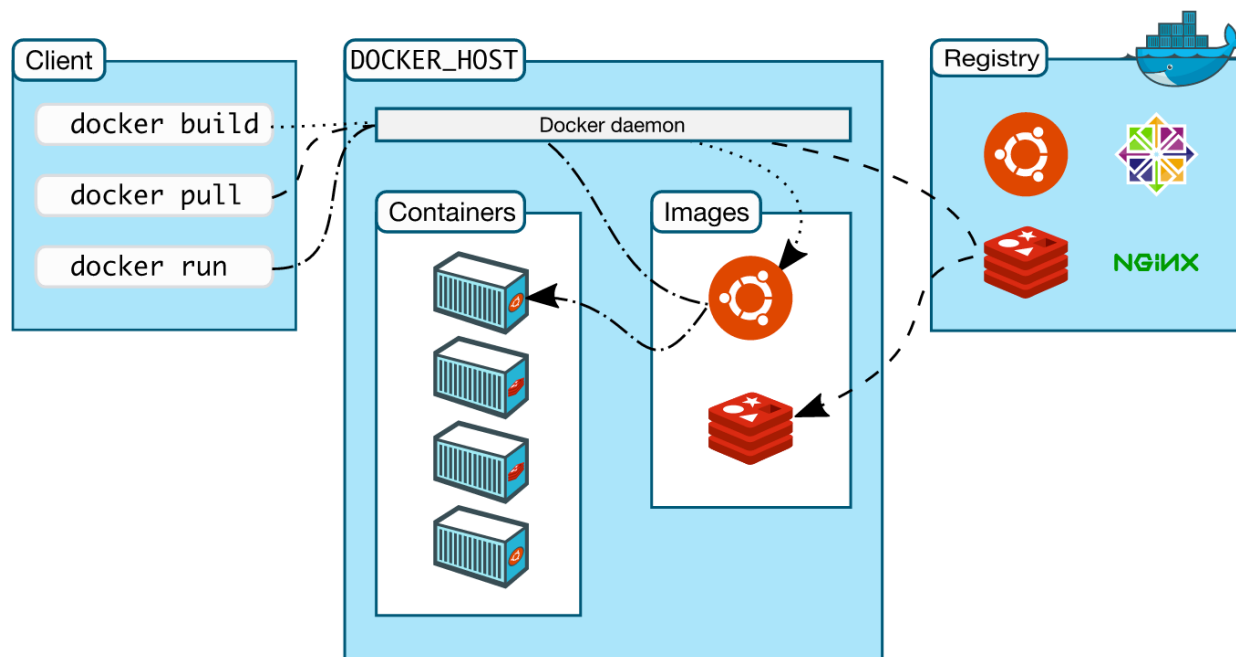 Client
docker build
docker pull
docker run
DOCKER_HOST
Docker daemon
Containers
Images
Registry
NGiNX